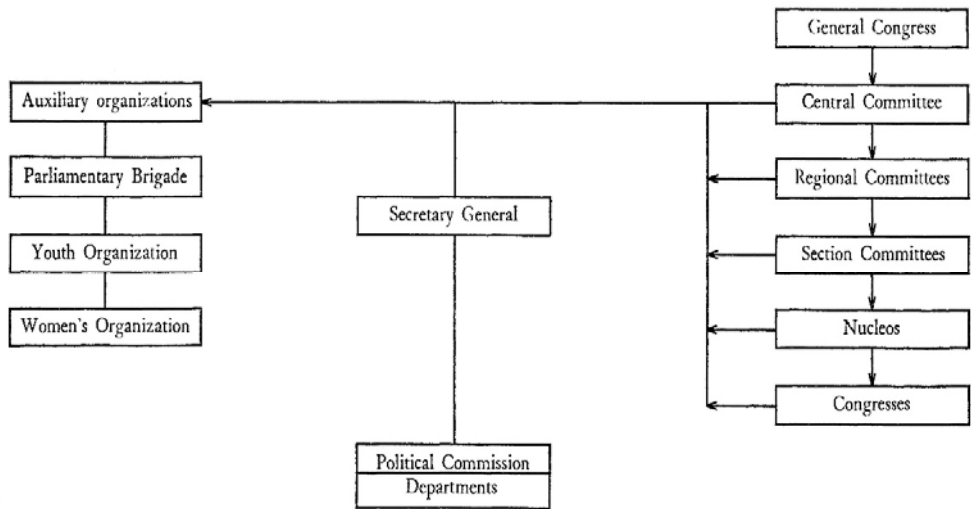 General Congress
Auxiliary organizations
Central Committee
Parliamentary Brigade
Regional Committees
Secretary General
Youth Organization
Section Committees
Women's Organization
Nucleos
Congresses
Political Commission
Departments